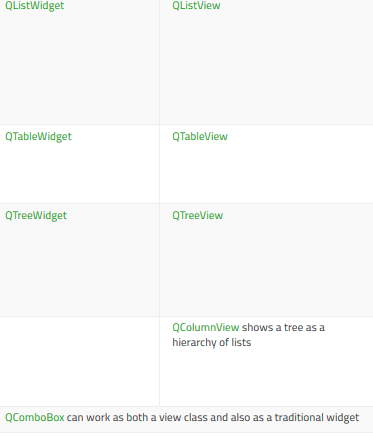 QListWidget QListView
QTableWidget QTableView
QTreeWidget QTreeView
QColumnView shows a tree as a
hierarchy of lists
QComboBox can work as both a view class and also as a traditional widget